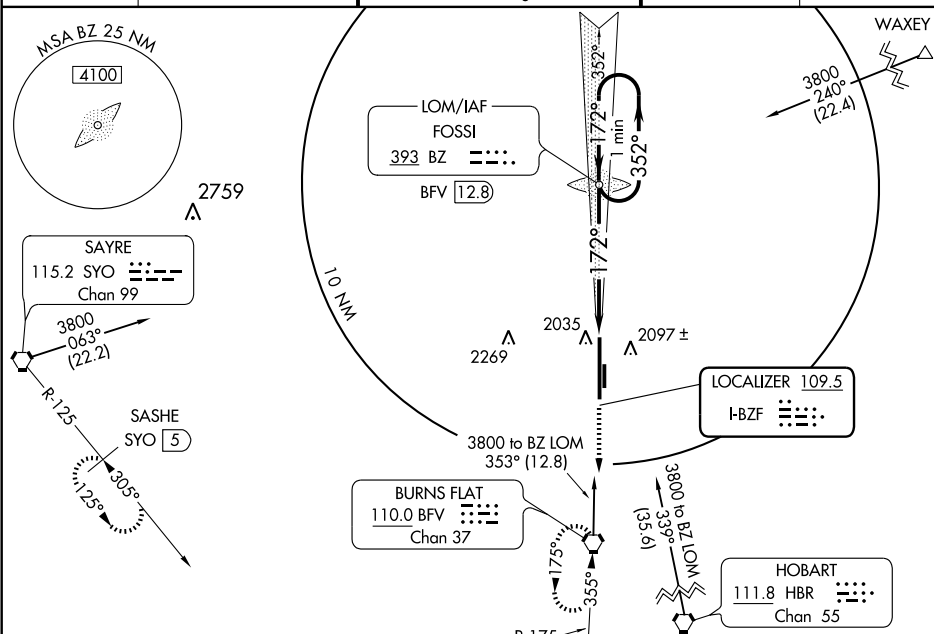 MSA BZ 25 NM
4100
2759
SAYRE
115.2 SYO
Chan 99
3800
063°
(22.2)
R-125
SASHE
SYO 5
305°
125°
LOM/IAF
FOSSI
393 BZ
BFV 12.8
10 NM
352°
172°
1 min
352°
172°
WAXEY
3800
240°
(22.4)
2269
2035
2097 ±
LOCALIZER 109.5
I-BZF
3800 to BZ LOM
353° (12.8)
BURNS FLAT
110.0 BFV
Chan 37
175°
355°
R-175
3800 to BZ LOM
339°
(35.6)
HOBART
111.8 HBR
Chan 55